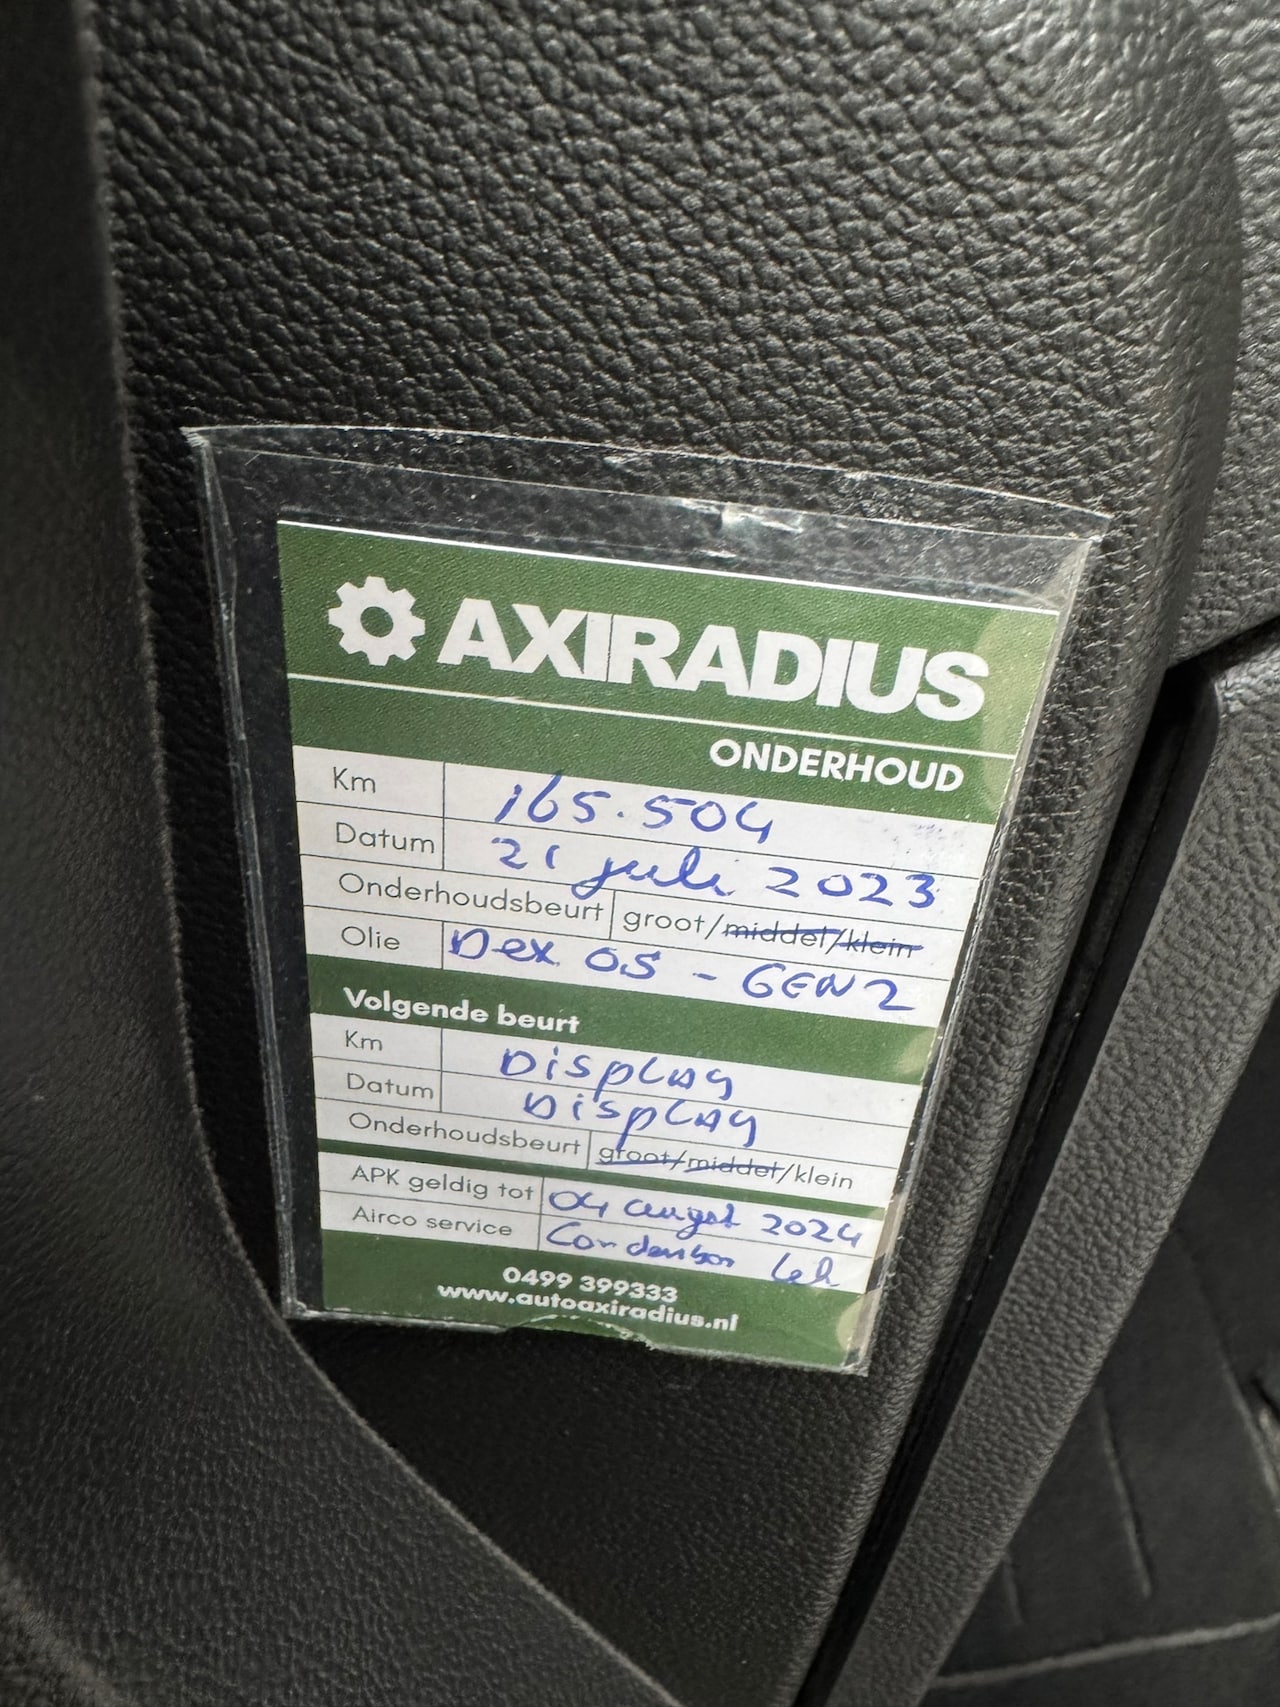 AXIRADIUS
ONDERHOUD
Km 165.504
Datum 21 juli 2023
Onderhoudsbeurt groot/middel/klein
Olie Dex OS - GEN2
Volgende beurt
Km Display
Datum Display
Onderhoudsbeurt groot/middel/klein
APK geldig tot 04 augst 2024
Airco service Condensor
0499 399333
www.autoaxiradius.nl